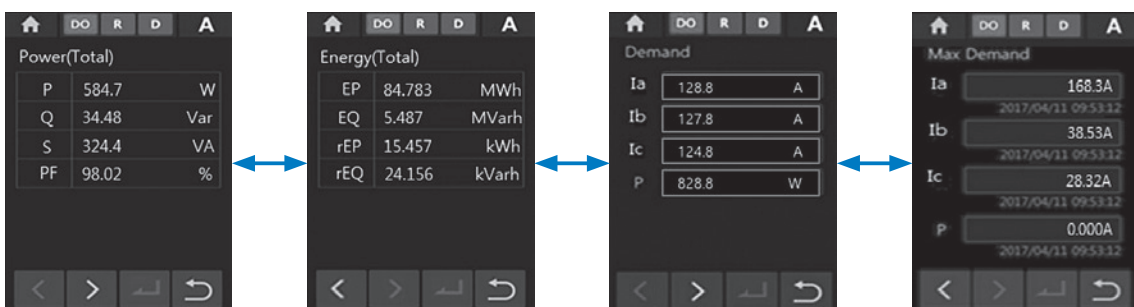 DO R D A
Power(Total)
P 584.7 W
Q 34.48 Var
S 324.4 VA
PF 98.02 %
DO R D A
Energy(Total)
EP 84.783 MWh
EQ 5.487 MVarh
rEP 15.457 kWh
rEQ 24.156 kVarh
DO R D A
Demand
Ia 128.8 A
Ib 127.8 A
Ic 124.8 A
P 828.8 W
DO R D A
Max Demand
Ia 168.3A
2017/04/11 09:53:12
Ib 38.53A
2017/04/11 09:53:12
Ic 28.32A
2017/04/11 09:53:12
P 0.000A
2017/04/11 09:53:12